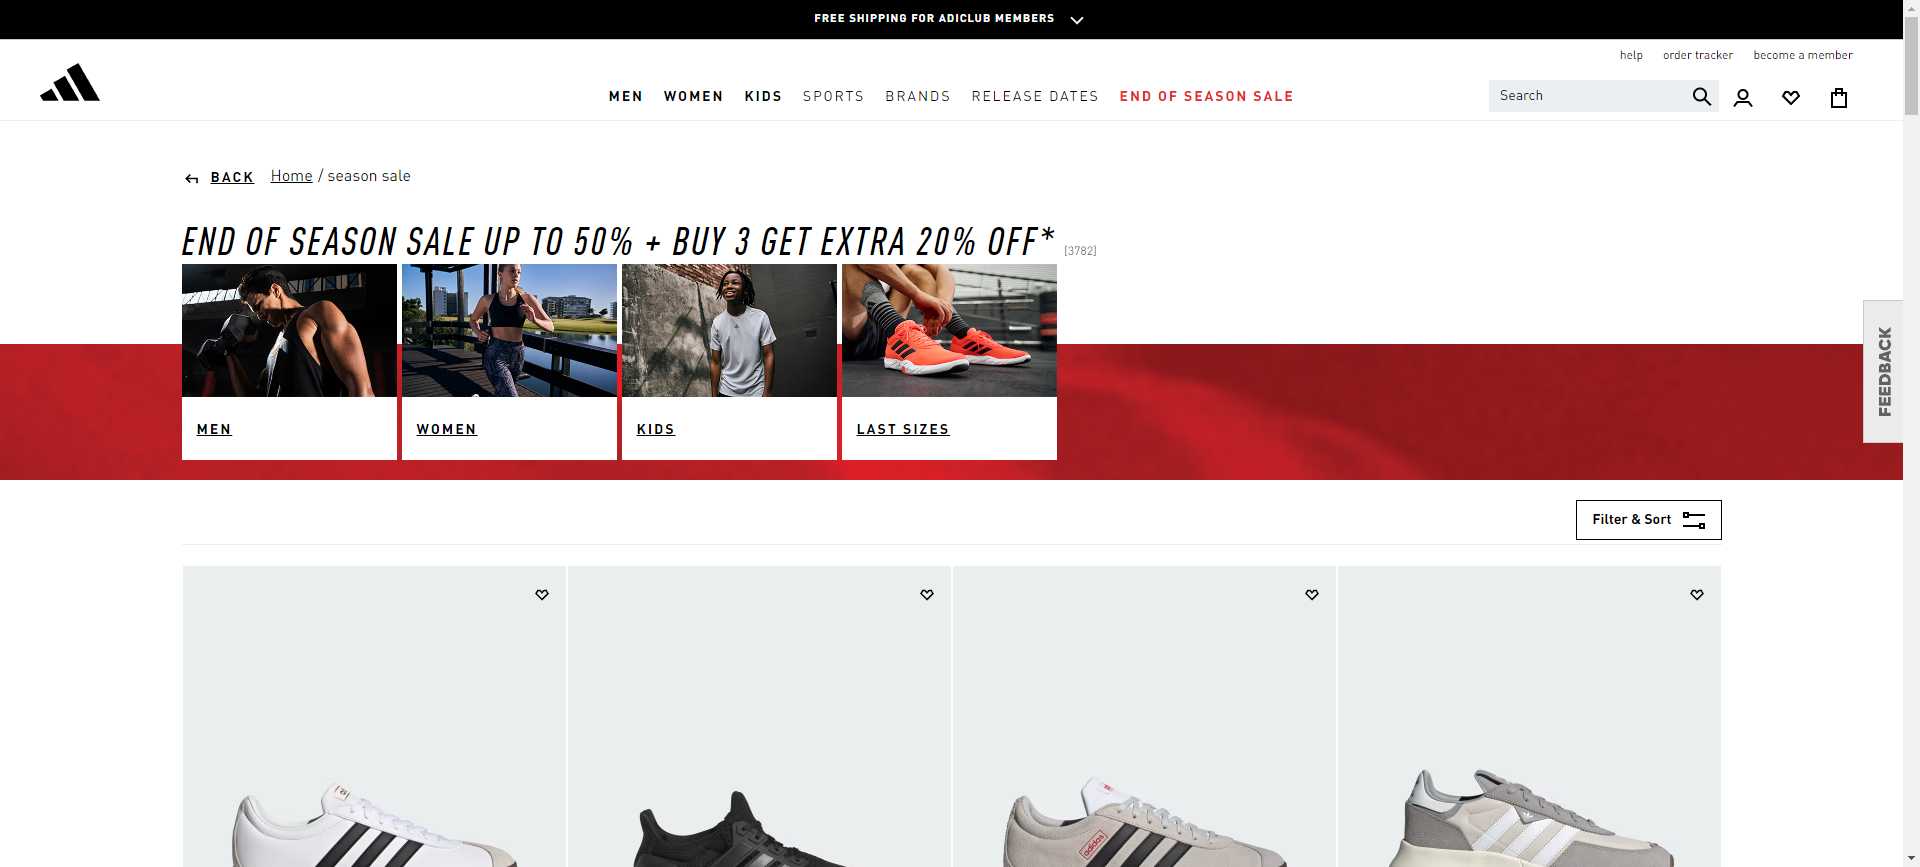 FREE SHIPPING FOR ADICLUB MEMBERS
help order tracker become a member
MEN WOMEN KIDS SPORTS BRANDS RELEASE DATES END OF SEASON SALE
Search
BACK Home / season sale
END OF SEASON SALE UP TO 50% + BUY 3 GET EXTRA 20% OFF* [3782]
MEN
WOMEN
KIDS
LAST SIZES
FEEDBACK
Filter & Sort
adidas